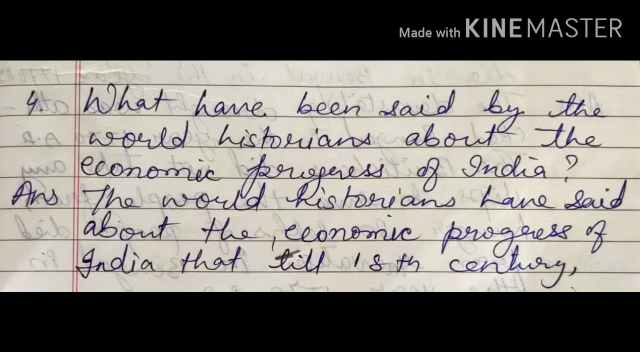 Made with KINEMASTER
4. What have been said by the
world historians about the
economic progress of India?
Ans The world historians have said
about the, economic progress of
India that till 18th century,